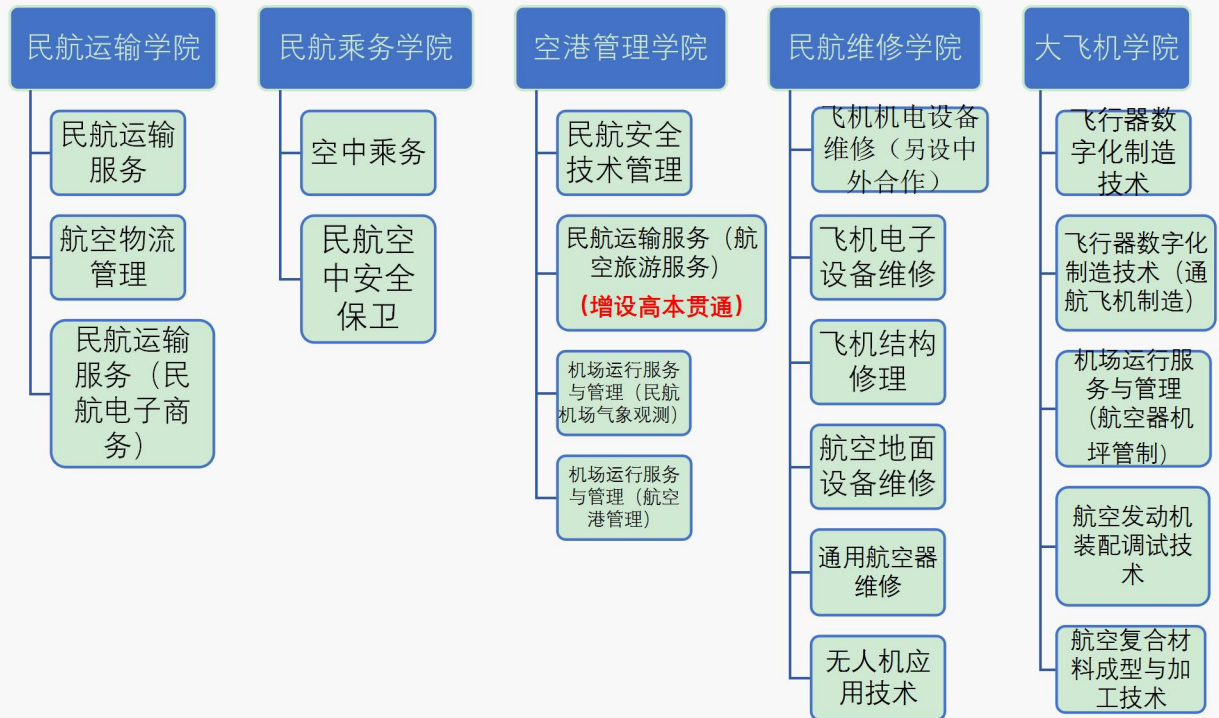 民航运输学院
民航运输
服务
航空物流
管理
民航运输
服务（民
航电子商
务）
民航乘务学院
空中乘务
民航空
中安全
保卫
空港管理学院
民航安全
技术管理
民航运输服务（航
空旅游服务）
（增设高本贯通）
机场运行服务
与管理（民航
机场气象观测）
机场运行服务
与管理（航空
港管理）
民航维修学院
飞机机电设备
维修（另设中
外合作）
飞机电子
设备维修
飞机结构
修理
航空地面
设备维修
通用航空器
维修
无人机应
用技术
大飞机学院
飞行器数
字化制造
技术
飞行器数字化
制造技术（通
航飞机制造）
机场运行服
务与管理
（航空器机
坪管制）
航空发动机
装配调试技
术
航空复合材
料成型与加
工技术